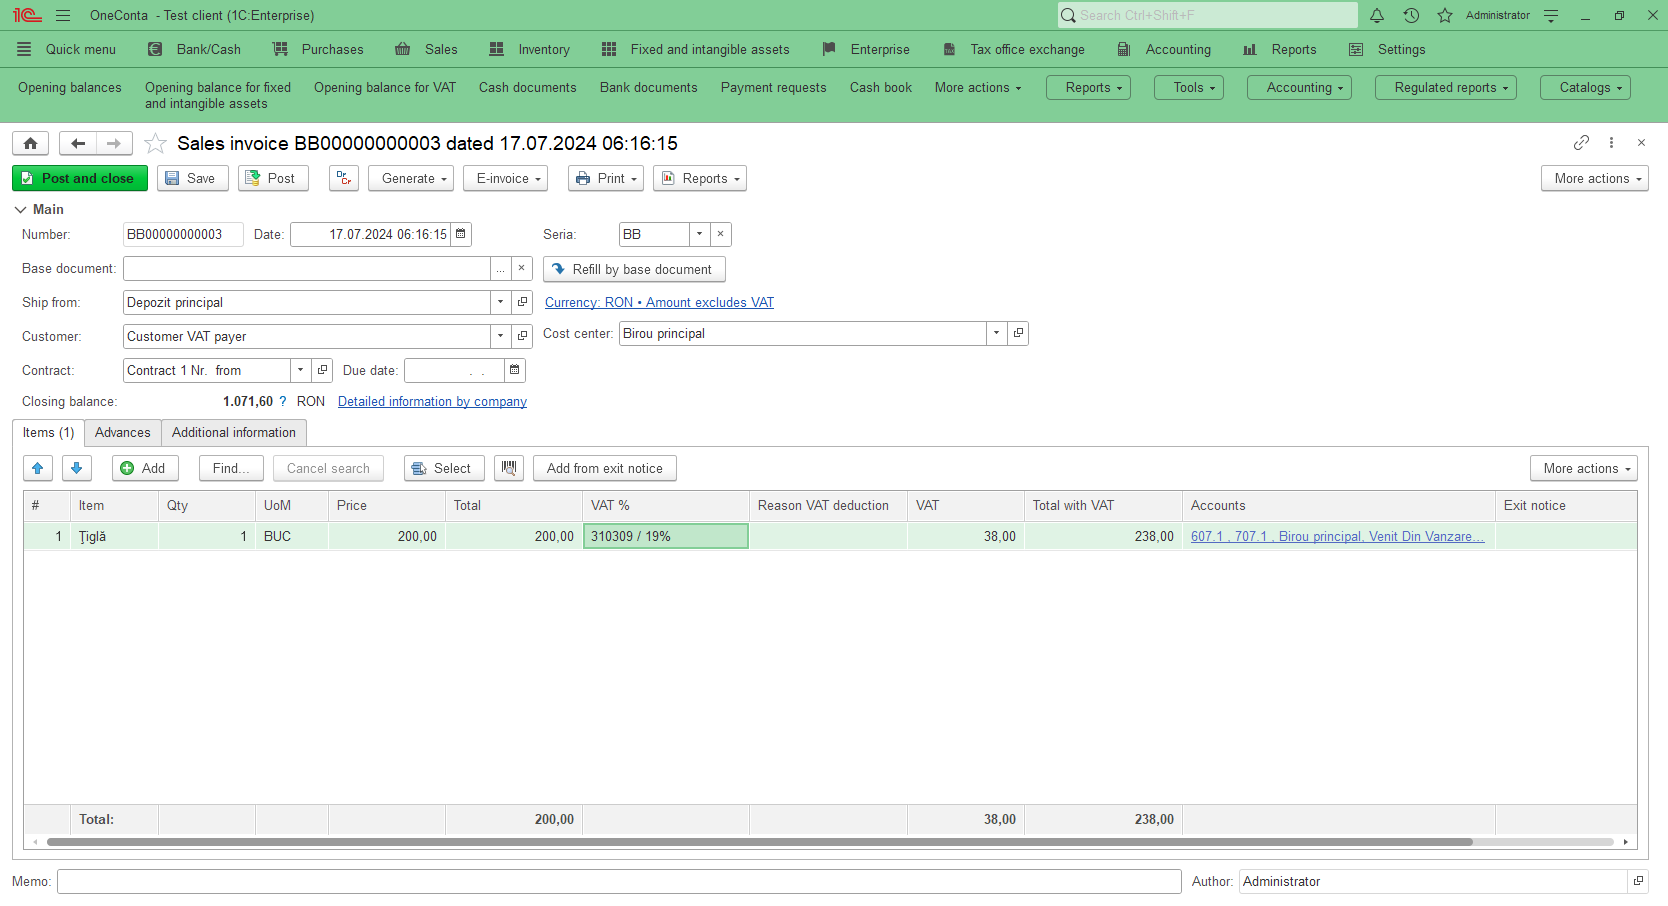 1C OneConta - Test client (1C:Enterprise) Search Ctrl+Shift+F Administrator
Quick menu Bank/Cash Purchases Sales Inventory Fixed and intangible assets Enterprise Tax office exchange Accounting Reports Settings
Opening balances Opening balance for fixed and intangible assets Opening balance for VAT Cash documents Bank documents Payment requests Cash book More actions Reports Tools Accounting Regulated reports Catalogs
Sales invoice BB00000000003 dated 17.07.2024 06:16:15
Post and close Save Post Dr Cr Generate E-invoice Print Reports More actions
Main
Number: BB00000000003 Date: 17.07.2024 06:16:15 Seria: BB
Base document: ... Refill by base document
Ship from: Depozit principal Currency: RON • Amount excludes VAT
Customer: Customer VAT payer Cost center: Birou principal
Contract: Contract 1 Nr. from Due date: . .
Closing balance: 1.071,60 ? RON Detailed information by company
Items (1) Advances Additional information
Add Find... Cancel search Select Add from exit notice More actions
# Item Qty UoM Price Total VAT % Reason VAT deduction VAT Total with VAT Accounts Exit notice
1 Ţiglă 1 BUC 200,00 200,00 310309 / 19% 38,00 238,00 607.1 , 707.1 , Birou principal, Venit Din Vanzare...
Total: 200,00 38,00 238,00
Memo: Author: Administrator